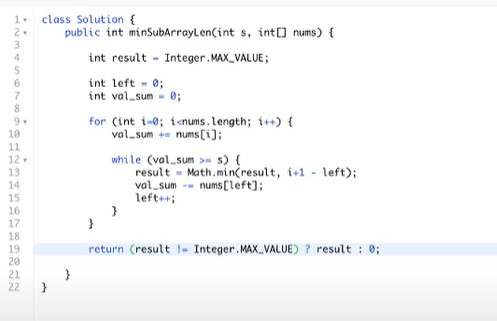 1 class Solution {
2 public int minSubArrayLen(int s, int[] nums) {
3
4 int result = Integer.MAX_VALUE;
5
6 int left = 0;
7 int val_sum = 0;
8
9 for (int i=0; i<nums.length; i++) {
10 val_sum += nums[i];
11
12 while (val_sum >= s) {
13 result = Math.min(result, i+1 - left);
14 val_sum -= nums[left];
15 left++;
16 }
17 }
18
19 return (result != Integer.MAX_VALUE) ? result : 0;
20
21 }
22 }